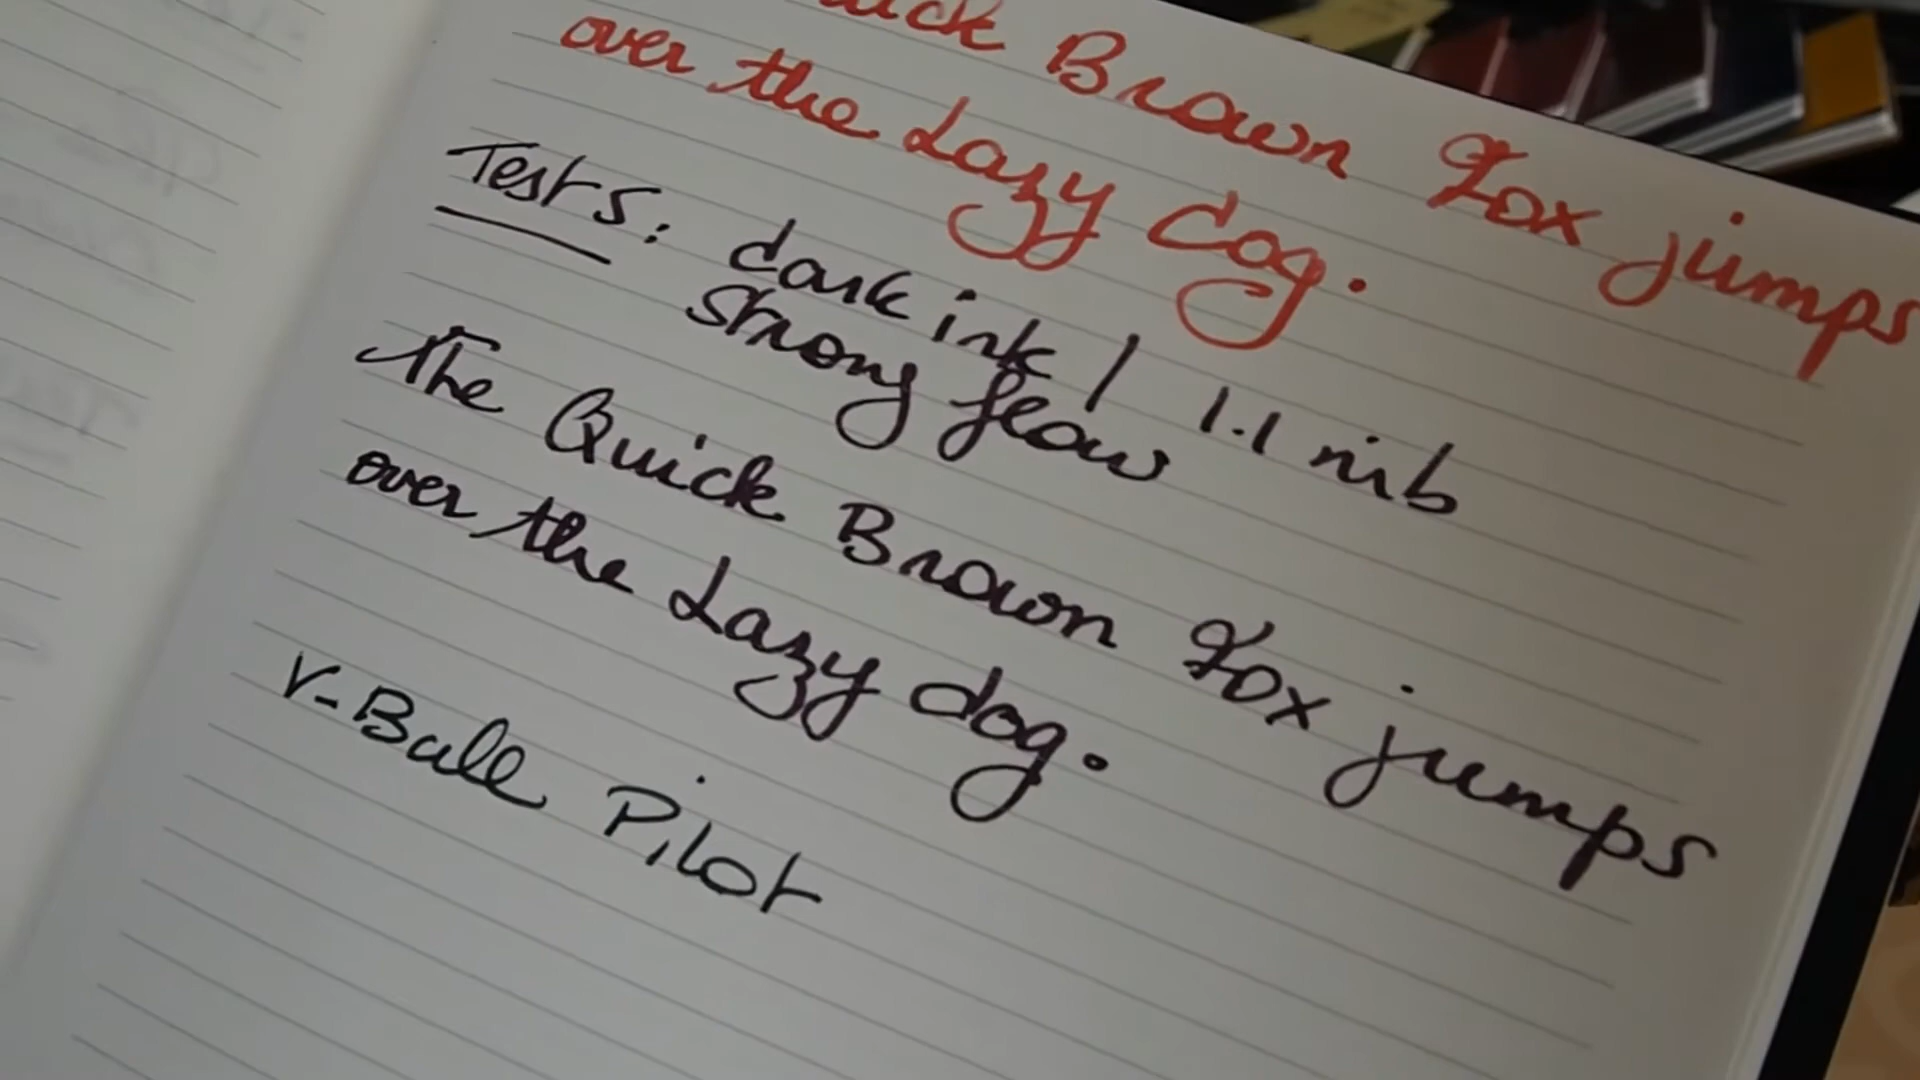 Brown Fox jumps
over the Lazy dog.
Tests: dark ink / 1.1 nib
strong flow
The Quick Brown Fox jumps
over the Lazy dog.
V-Ball Pilot